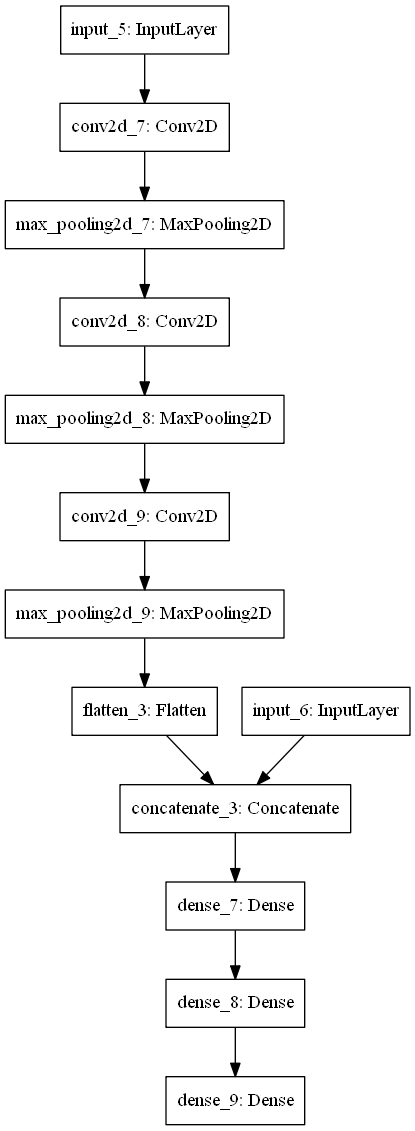 input_5: InputLayer
conv2d_7: Conv2D
max_pooling2d_7: MaxPooling2D
conv2d_8: Conv2D
max_pooling2d_8: MaxPooling2D
conv2d_9: Conv2D
max_pooling2d_9: MaxPooling2D
flatten_3: Flatten
input_6: InputLayer
concatenate_3: Concatenate
dense_7: Dense
dense_8: Dense
dense_9: Dense